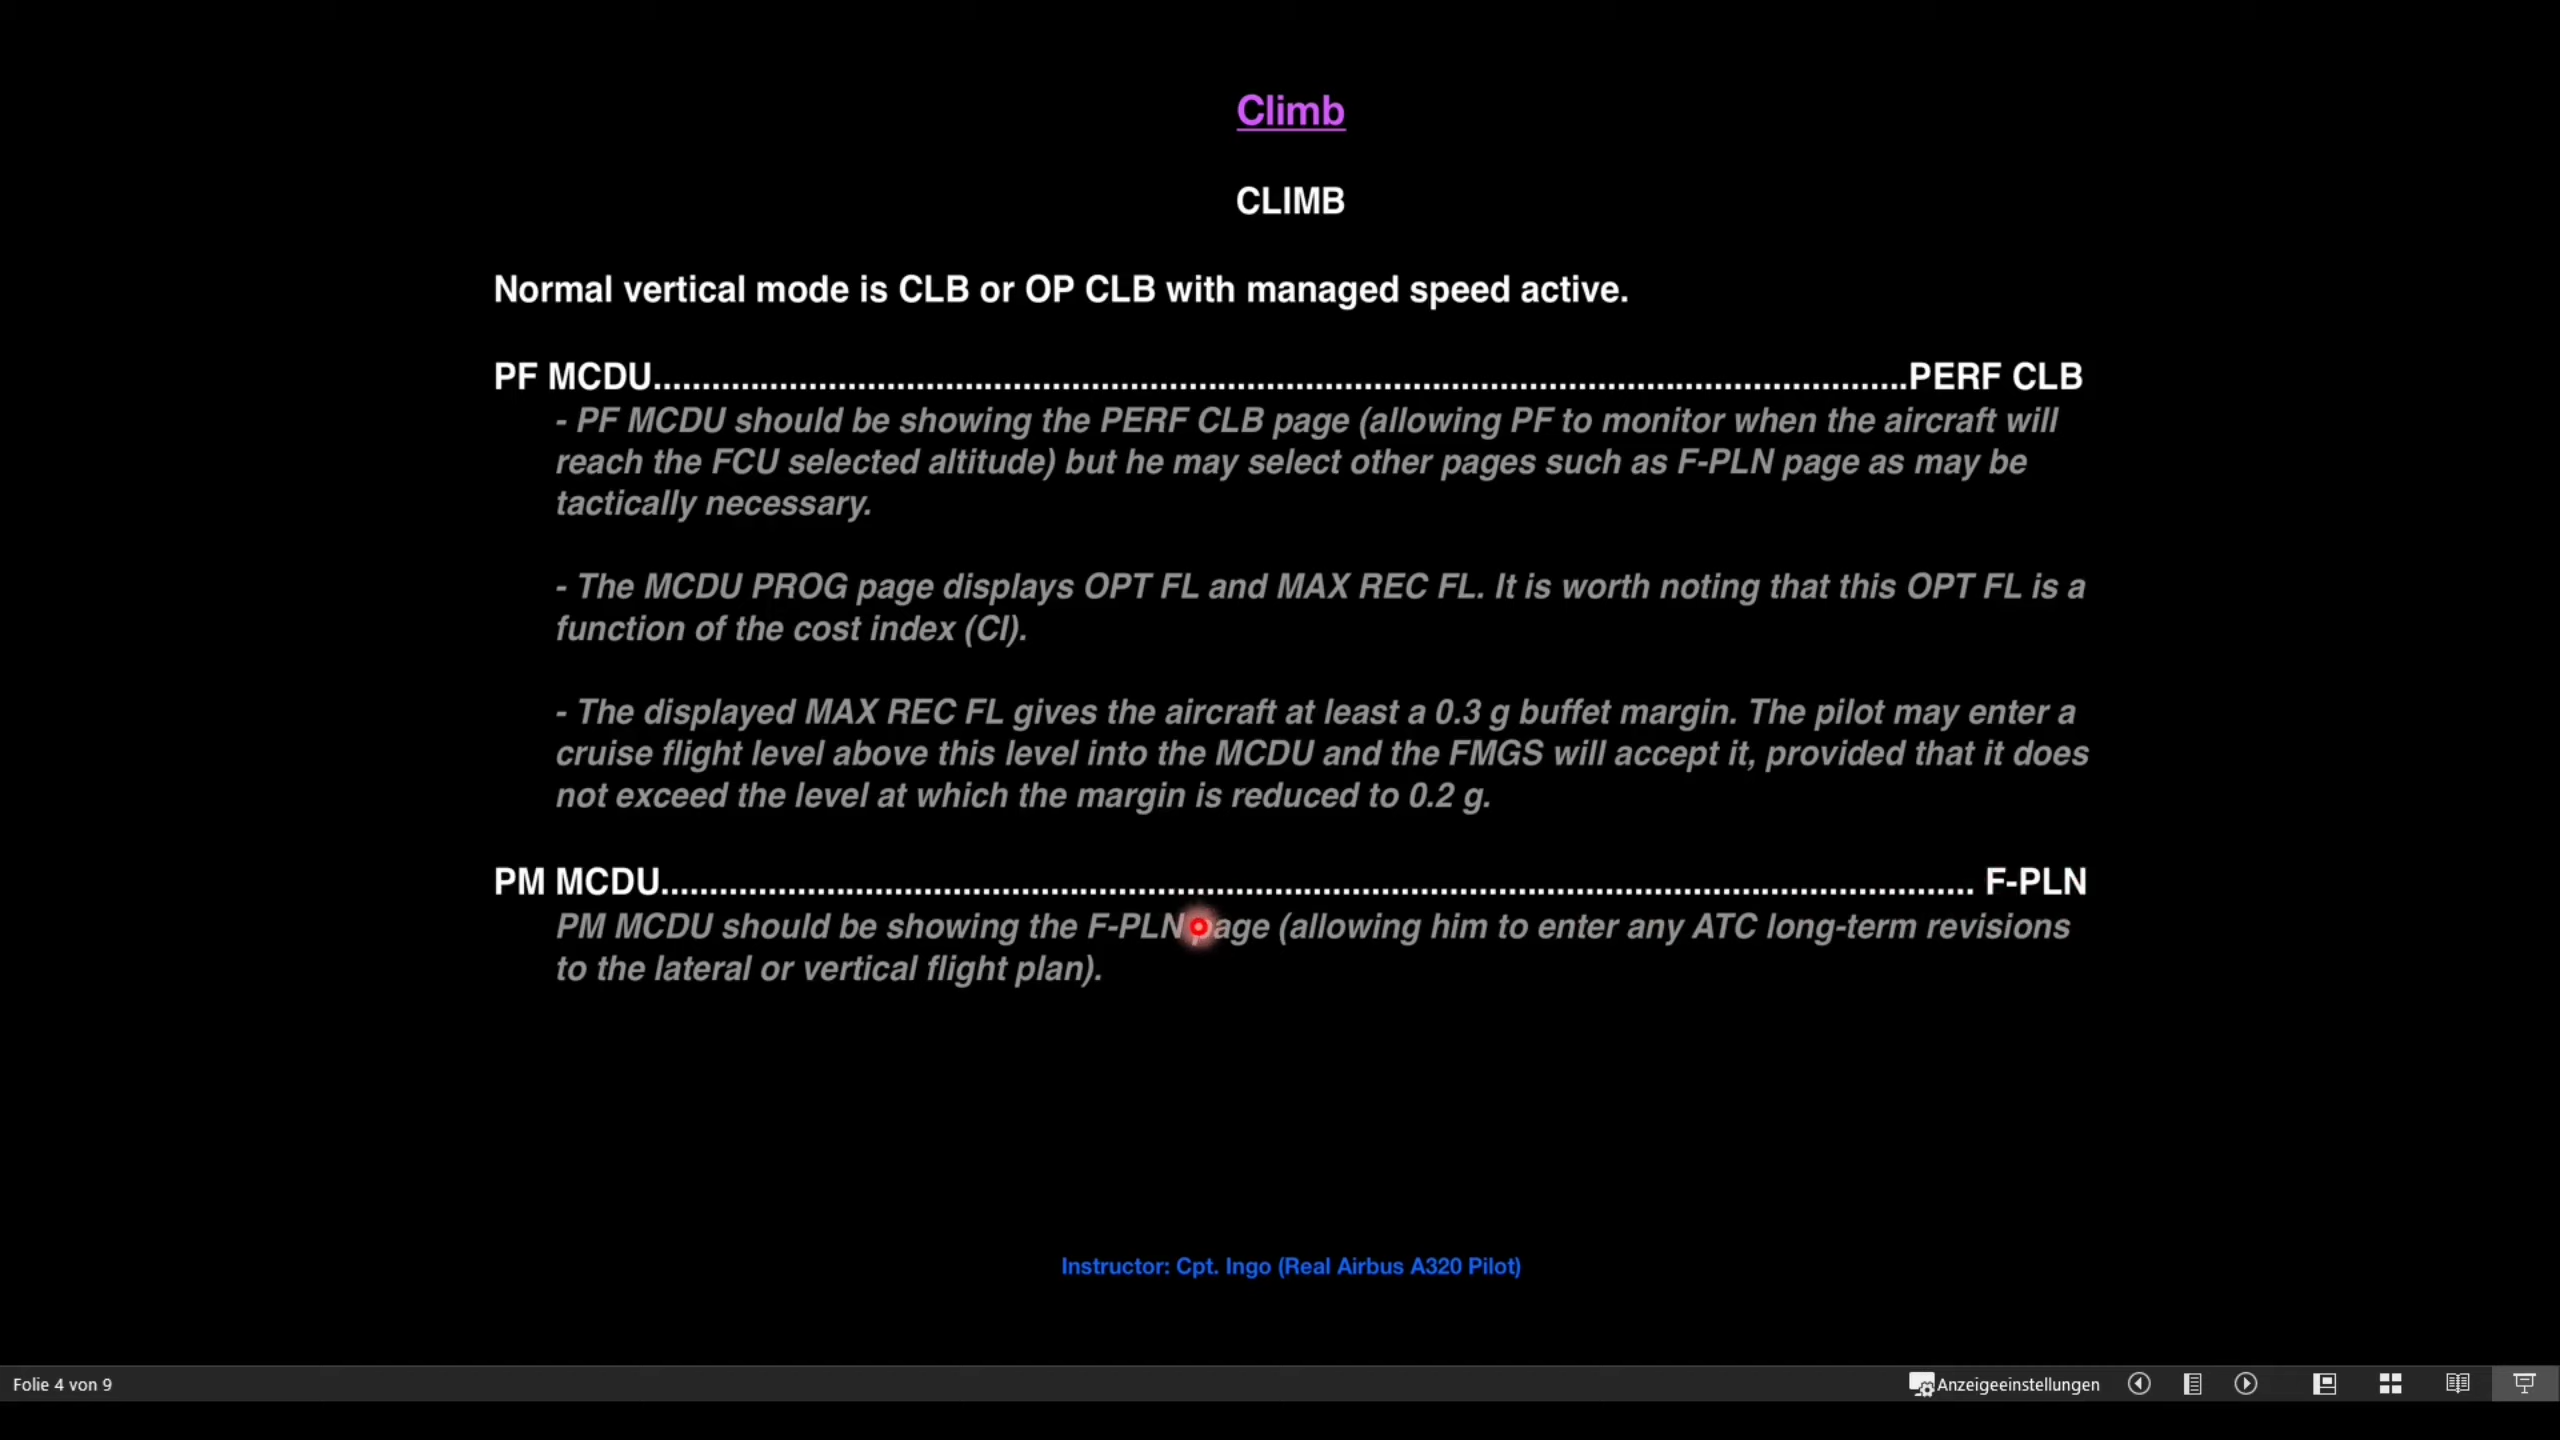 Climb
CLIMB
Normal vertical mode is CLB or OP CLB with managed speed active.
PF MCDU.................................................................................................................................PERF CLB
- PF MCDU should be showing the PERF CLB page (allowing PF to monitor when the aircraft will
reach the FCU selected altitude) but he may select other pages such as F-PLN page as may be
tactically necessary.
- The MCDU PROG page displays OPT FL and MAX REC FL. It is worth noting that this OPT FL is a
function of the cost index (CI).
- The displayed MAX REC FL gives the aircraft at least a 0.3 g buffet margin. The pilot may enter a
cruise flight level above this level into the MCDU and the FMGS will accept it, provided that it does
not exceed the level at which the margin is reduced to 0.2 g.
PM MCDU....................................................................................................................................... F-PLN
PM MCDU should be showing the F-PLN page (allowing him to enter any ATC long-term revisions
to the lateral or vertical flight plan).
Instructor: Cpt. Ingo (Real Airbus A320 Pilot)
Folie 4 von 9
Anzeigeeinstellungen